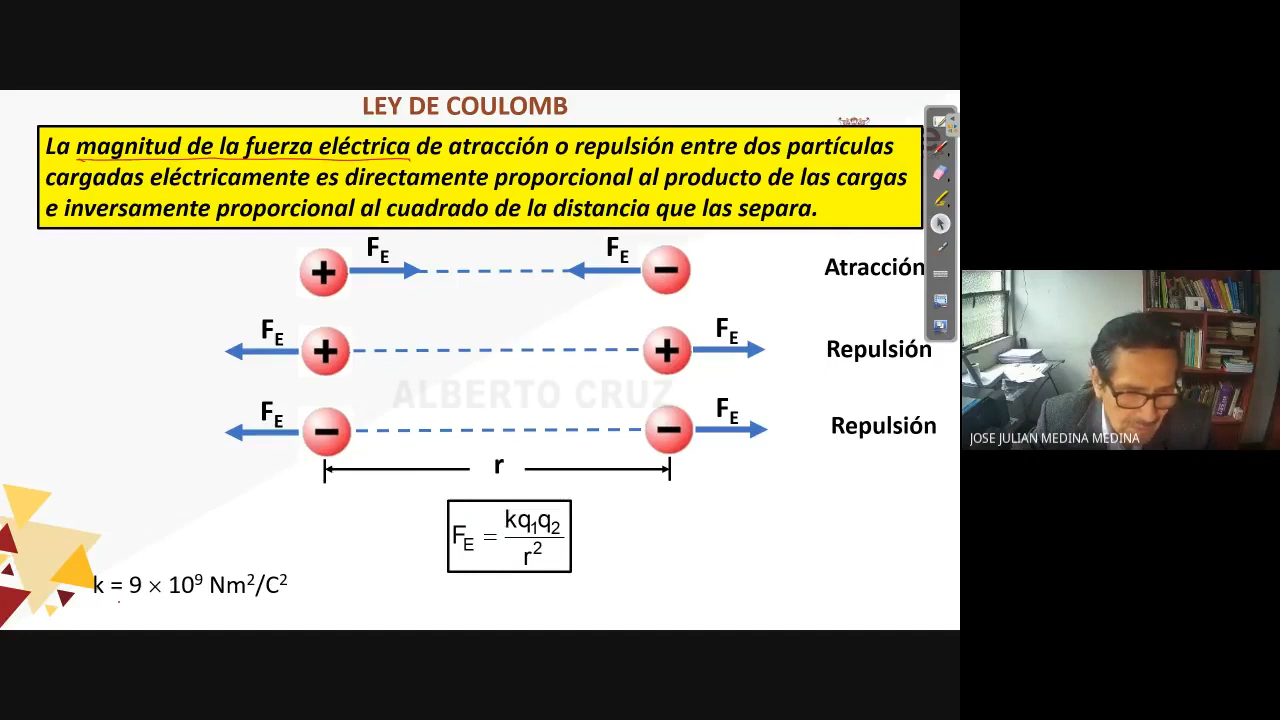 LEY DE COULOMB
La magnitud de la fuerza eléctrica de atracción o repulsión entre dos partículas
cargadas eléctricamente es directamente proporcional al producto de las cargas
e inversamente proporcional al cuadrado de la distancia que las separa.
F_E F_E
+ − Atracción
F_E F_E
+ + Repulsión
ALBERTO CRUZ
F_E F_E
− − Repulsión
r
F_E = kq₁q₂ / r²
k = 9 × 10⁹ Nm²/C²
JOSE JULIAN MEDINA MEDINA